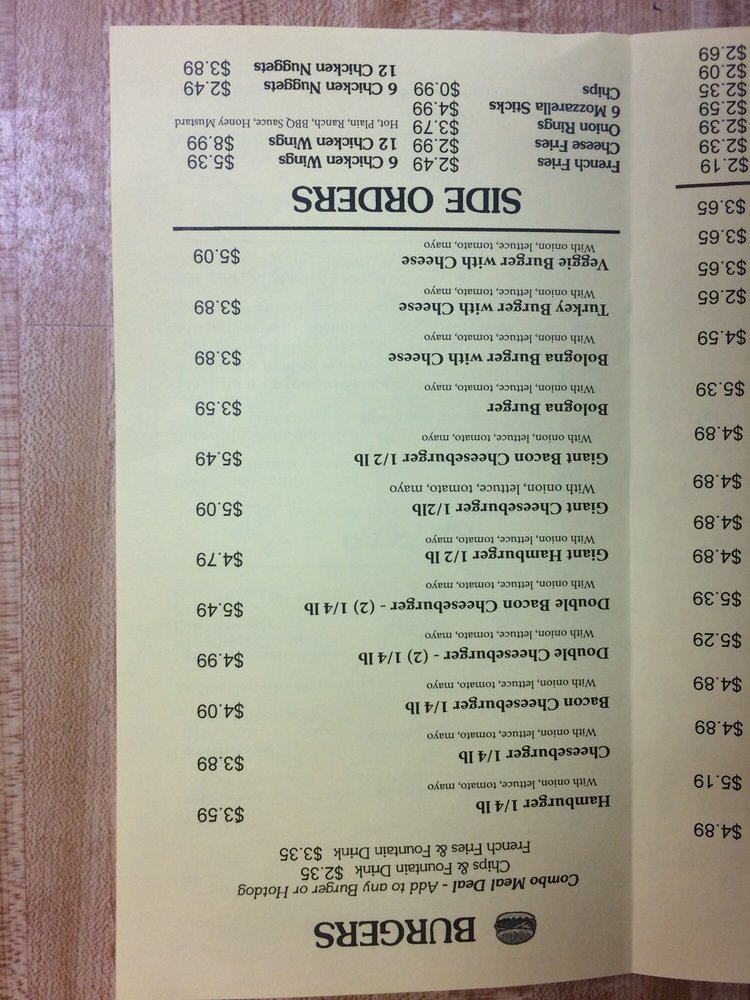 BURGERS
Combo Meal Deal - Add to any Burger or Hotdog
Chips & Fountain Drink $2.35
French Fries & Fountain Drink $3.35
Hamburger 1/4 lb $3.59
With onion, lettuce, tomato, mayo
Cheeseburger 1/4 lb $3.89
With onion, lettuce, tomato, mayo
Bacon Cheeseburger 1/4 lb $4.09
With onion, lettuce, tomato, mayo
Double Cheeseburger - (2) 1/4 lb $4.99
With onion, lettuce, tomato, mayo
Double Bacon Cheeseburger - (2) 1/4 lb $5.49
With onion, lettuce, tomato, mayo
Giant Hamburger 1/2 lb $4.79
With onion, lettuce, tomato, mayo
Giant Cheeseburger 1/2lb $5.09
With onion, lettuce, tomato, mayo
Giant Bacon Cheeseburger 1/2 lb $5.49
With onion, lettuce, tomato, mayo
Bologna Burger $3.59
With onion, lettuce, tomato, mayo
Bologna Burger with Cheese $3.89
With onion, lettuce, tomato, mayo
Turkey Burger with Cheese $3.89
With onion, lettuce, tomato, mayo
Veggie Burger with Cheese $5.09
With onion, lettuce, tomato, mayo
SIDE ORDERS
French Fries $2.49
Cheese Fries $2.99
Onion Rings $3.79
6 Mozzarella Sticks $4.99
Chips $0.99
6 Chicken Wings $5.39
12 Chicken Wings $8.99
Hot, Plain, Ranch, BBQ Sauce, Honey Mustard
6 Chicken Nuggets $2.49
12 Chicken Nuggets $3.89
$4.89
$5.19
$4.89
$4.89
$5.29
$5.39
$4.89
$4.89
$4.89
$4.89
$5.39
$4.59
$2.65
$3.65
$3.65
$3.65
$2.19
$2.39
$2.39
$2.59
$2.35
$2.09
$2.69